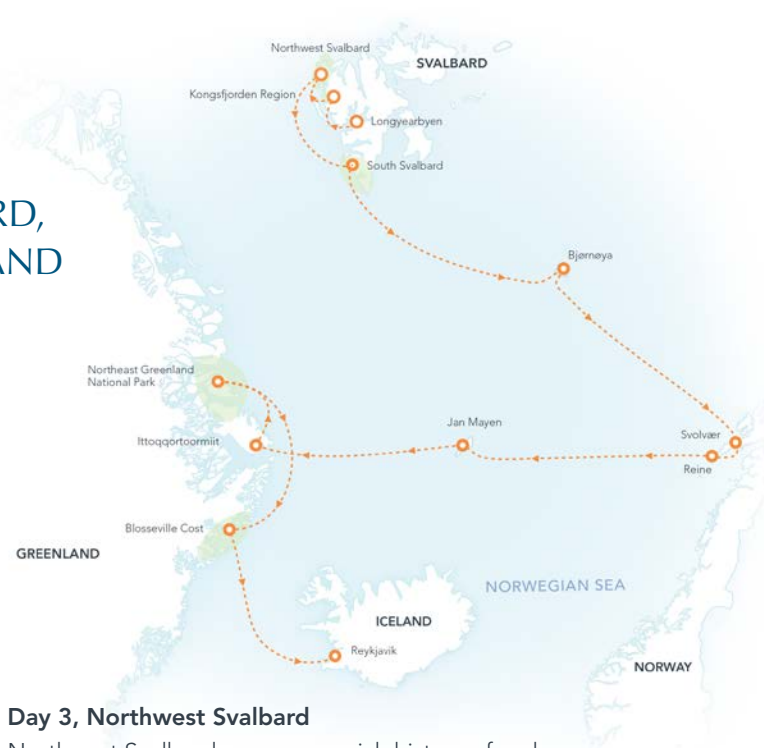 Northwest Svalbard
SVALBARD
Kongsfjorden Region
Longyearbyen
South Svalbard
RD,
AND
Bjørnøya
Northeast Greenland
National Park
Jan Mayen
Ittoqqortoormiit
Svolvær
Reine
Blosseville Cost
GREENLAND
NORWEGIAN SEA
ICELAND
Reykjavik
NORWAY
Day 3, Northwest Svalbard